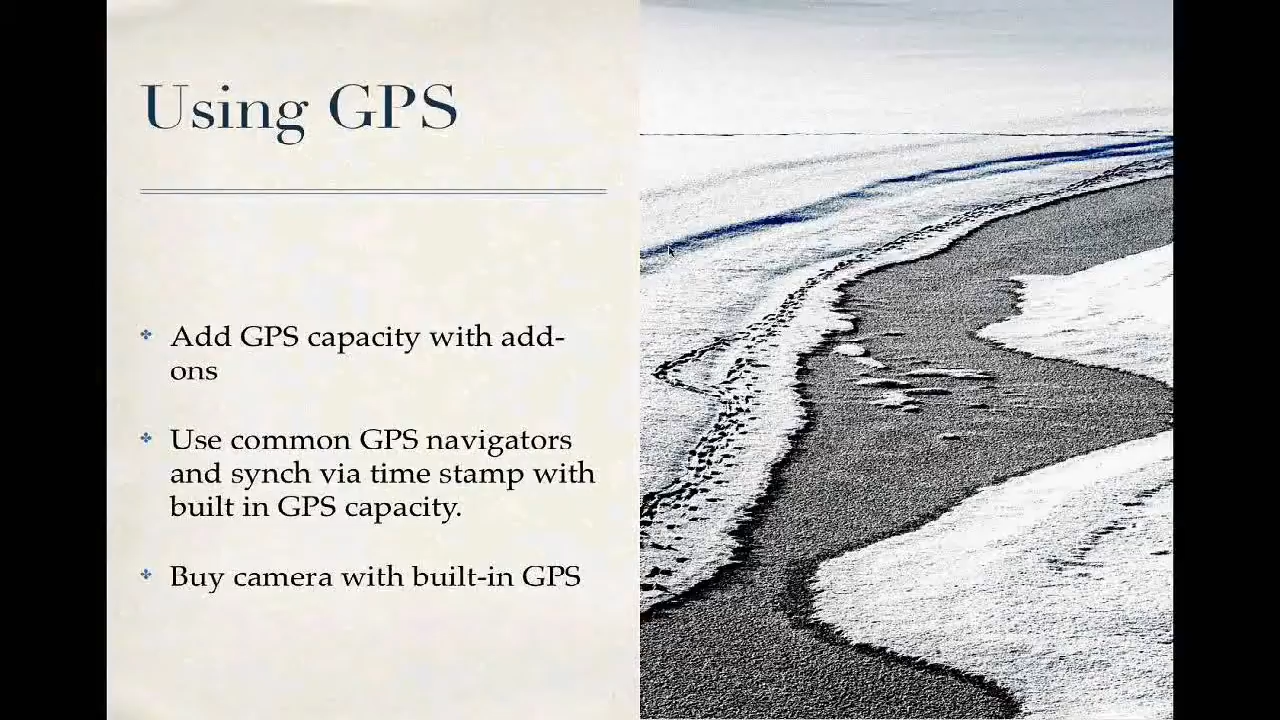 Using GPS
Add GPS capacity with add-
ons
Use common GPS navigators
and synch via time stamp with
built in GPS capacity.
Buy camera with built-in GPS